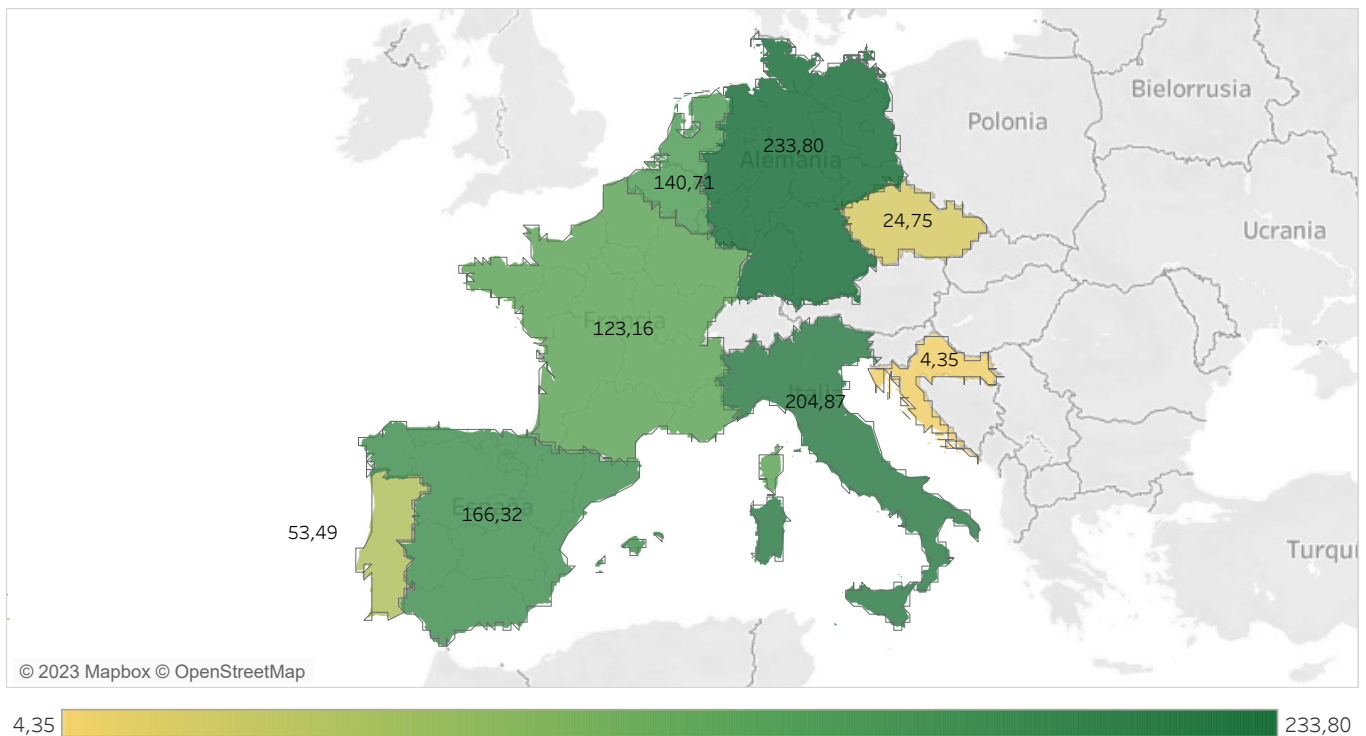 Bielorrusia
Polonia
233,80
Alemania
140,71
24,75
Ucrania
Francia
123,16
4,35
Italia
204,87
España
166,32
53,49
Turqu
© 2023 Mapbox © OpenStreetMap
4,35
233,80